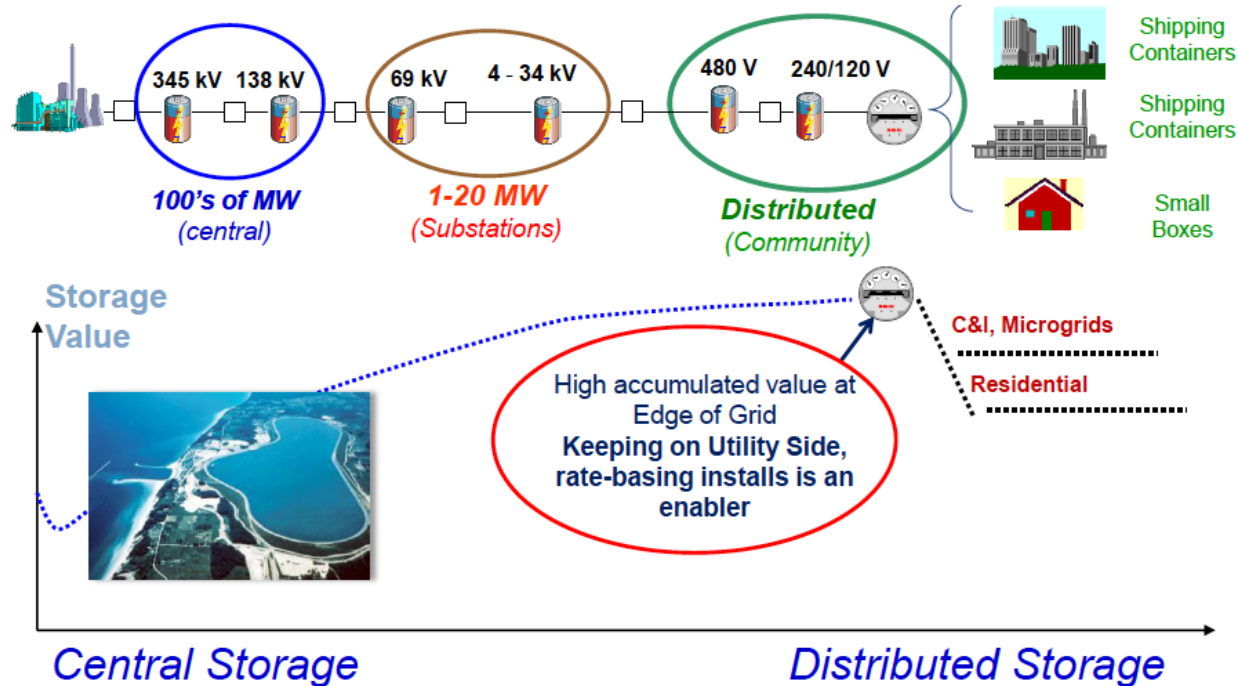 345 kV
138 kV
69 kV
4 - 34 kV
480 V
240/120 V
Shipping
Containers
Shipping
Containers
Small
Boxes
100's of MW
(central)
1-20 MW
(Substations)
Distributed
(Community)
Storage
Value
C&I, Microgrids
Residential
High accumulated value at
Edge of Grid
Keeping on Utility Side,
rate-basing installs is an
enabler
Central Storage
Distributed Storage